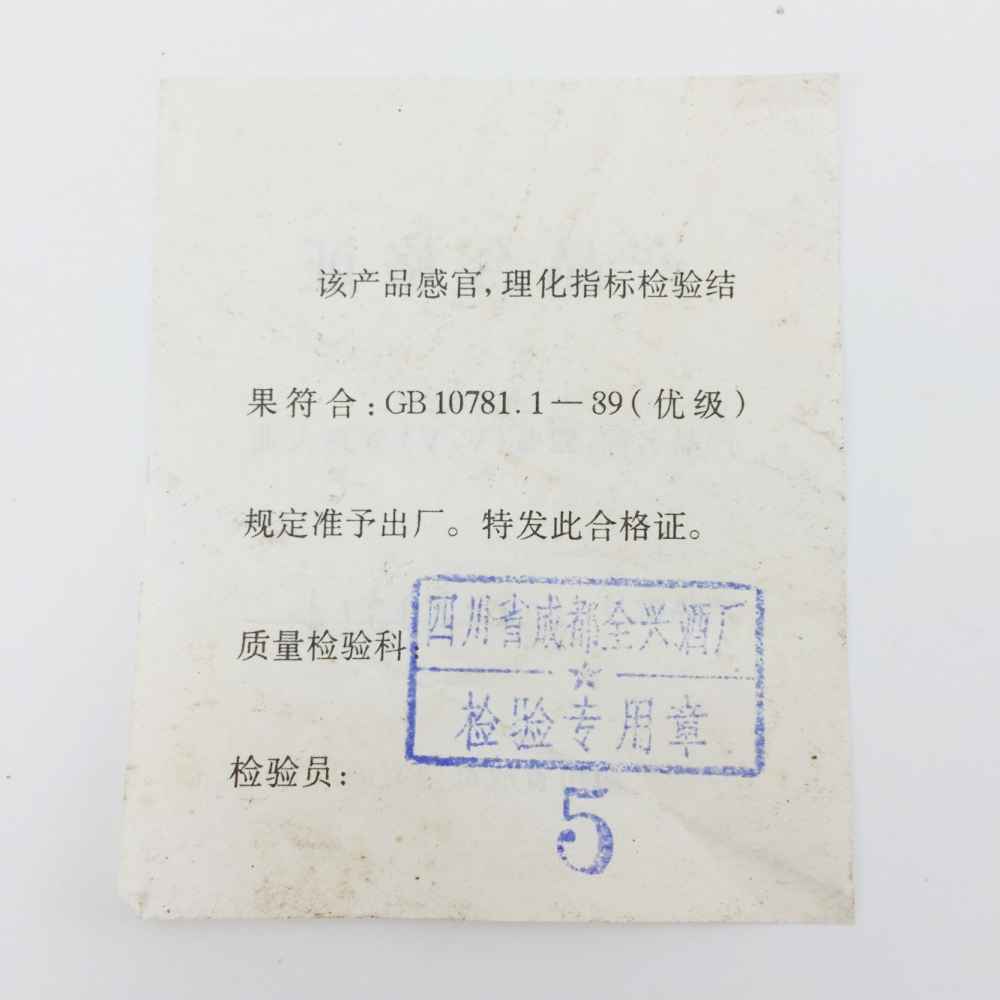 该产品感官,理化指标检验结
果符合:GB 10781.1—89(优级)
规定准予出厂。特发此合格证。
质量检验科:
四川省成都全兴酒厂
检验专用章
检验员:
5